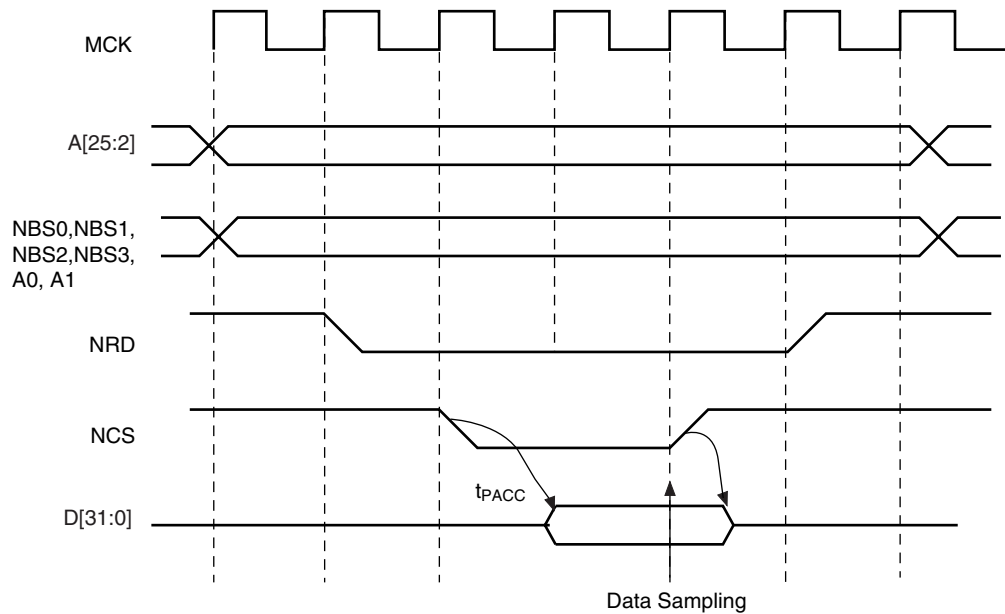 MCK
A[25:2]
NBS0,NBS1,
NBS2,NBS3,
A0, A1
NRD
NCS
tPACC
D[31:0]
Data Sampling